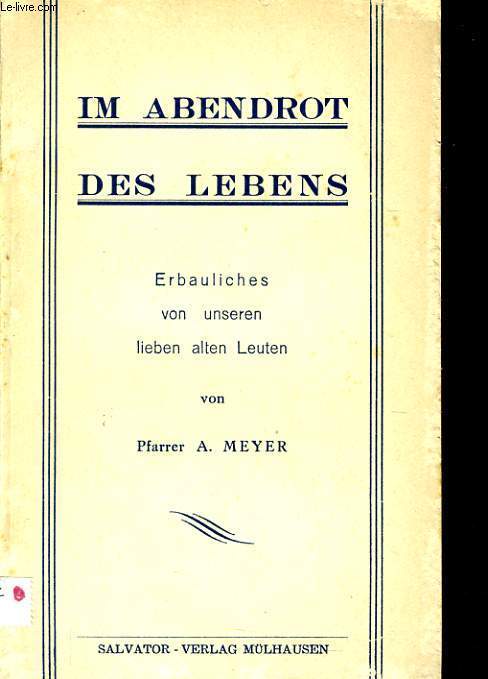 Le-livre.com
IM ABENDROT
DES LEBENS
Erbauliches
von unseren
lieben alten Leuten
von
Pfarrer A. MEYER
SALVATOR - VERLAG MÜLHAUSEN